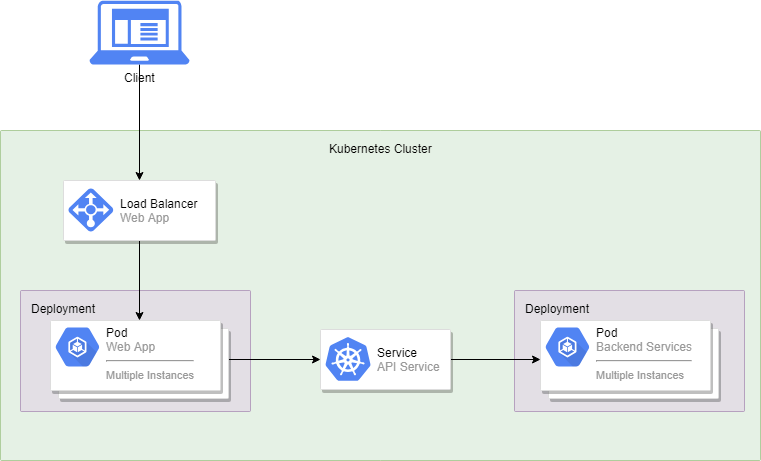 Client
Kubernetes Cluster
Load Balancer
Web App
Deployment
Pod
Web App
Multiple Instances
Service
API Service
Deployment
Pod
Backend Services
Multiple Instances